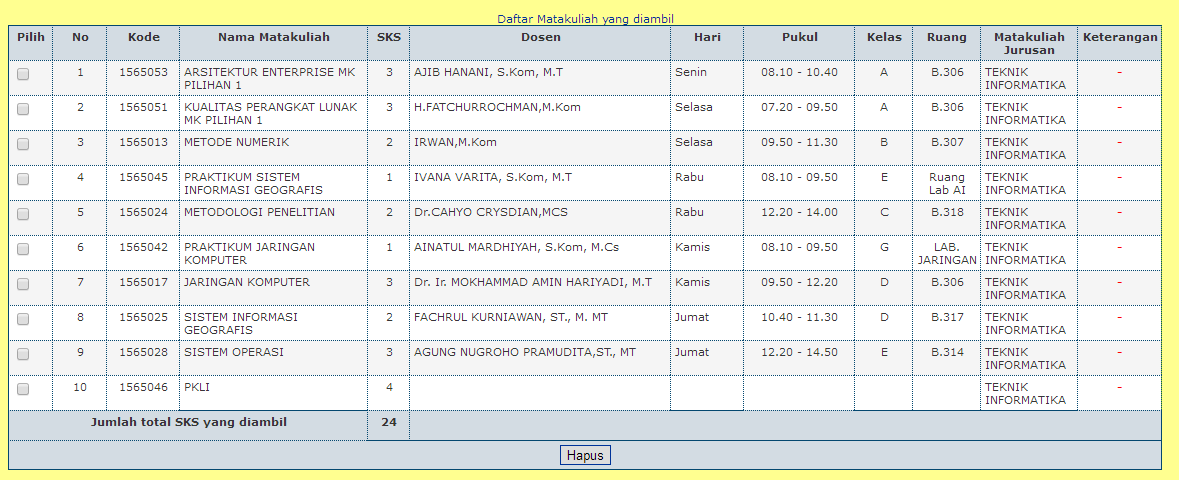 Daftar Matakuliah yang diambil
Pilih No Kode Nama Matakuliah SKS Dosen Hari Pukul Kelas Ruang Matakuliah Jurusan Keterangan
1 1565053 ARSITEKTUR ENTERPRISE MK PILIHAN 1 3 AJIB HANANI, S.Kom, M.T Senin 08.10 - 10.40 A B.306 TEKNIK INFORMATIKA -
2 1565051 KUALITAS PERANGKAT LUNAK MK PILIHAN 1 3 H.FATCHURROCHMAN,M.Kom Selasa 07.20 - 09.50 A B.306 TEKNIK INFORMATIKA -
3 1565013 METODE NUMERIK 2 IRWAN,M.Kom Selasa 09.50 - 11.30 B B.307 TEKNIK INFORMATIKA -
4 1565045 PRAKTIKUM SISTEM INFORMASI GEOGRAFIS 1 IVANA VARITA, S.Kom, M.T Rabu 08.10 - 09.50 E Ruang Lab AI TEKNIK INFORMATIKA -
5 1565024 METODOLOGI PENELITIAN 2 Dr.CAHYO CRYSDIAN,MCS Rabu 12.20 - 14.00 C B.318 TEKNIK INFORMATIKA -
6 1565042 PRAKTIKUM JARINGAN KOMPUTER 1 AINATUL MARDHIYAH, S.Kom, M.Cs Kamis 08.10 - 09.50 G LAB. JARINGAN TEKNIK INFORMATIKA -
7 1565017 JARINGAN KOMPUTER 3 Dr. Ir. MOKHAMMAD AMIN HARIYADI, M.T Kamis 09.50 - 12.20 D B.306 TEKNIK INFORMATIKA -
8 1565025 SISTEM INFORMASI GEOGRAFIS 2 FACHRUL KURNIAWAN, ST., M. MT Jumat 10.40 - 11.30 D B.317 TEKNIK INFORMATIKA -
9 1565028 SISTEM OPERASI 3 AGUNG NUGROHO PRAMUDITA,ST., MT Jumat 12.20 - 14.50 E B.314 TEKNIK INFORMATIKA -
10 1565046 PKLI 4 TEKNIK INFORMATIKA -
Jumlah total SKS yang diambil 24
Hapus